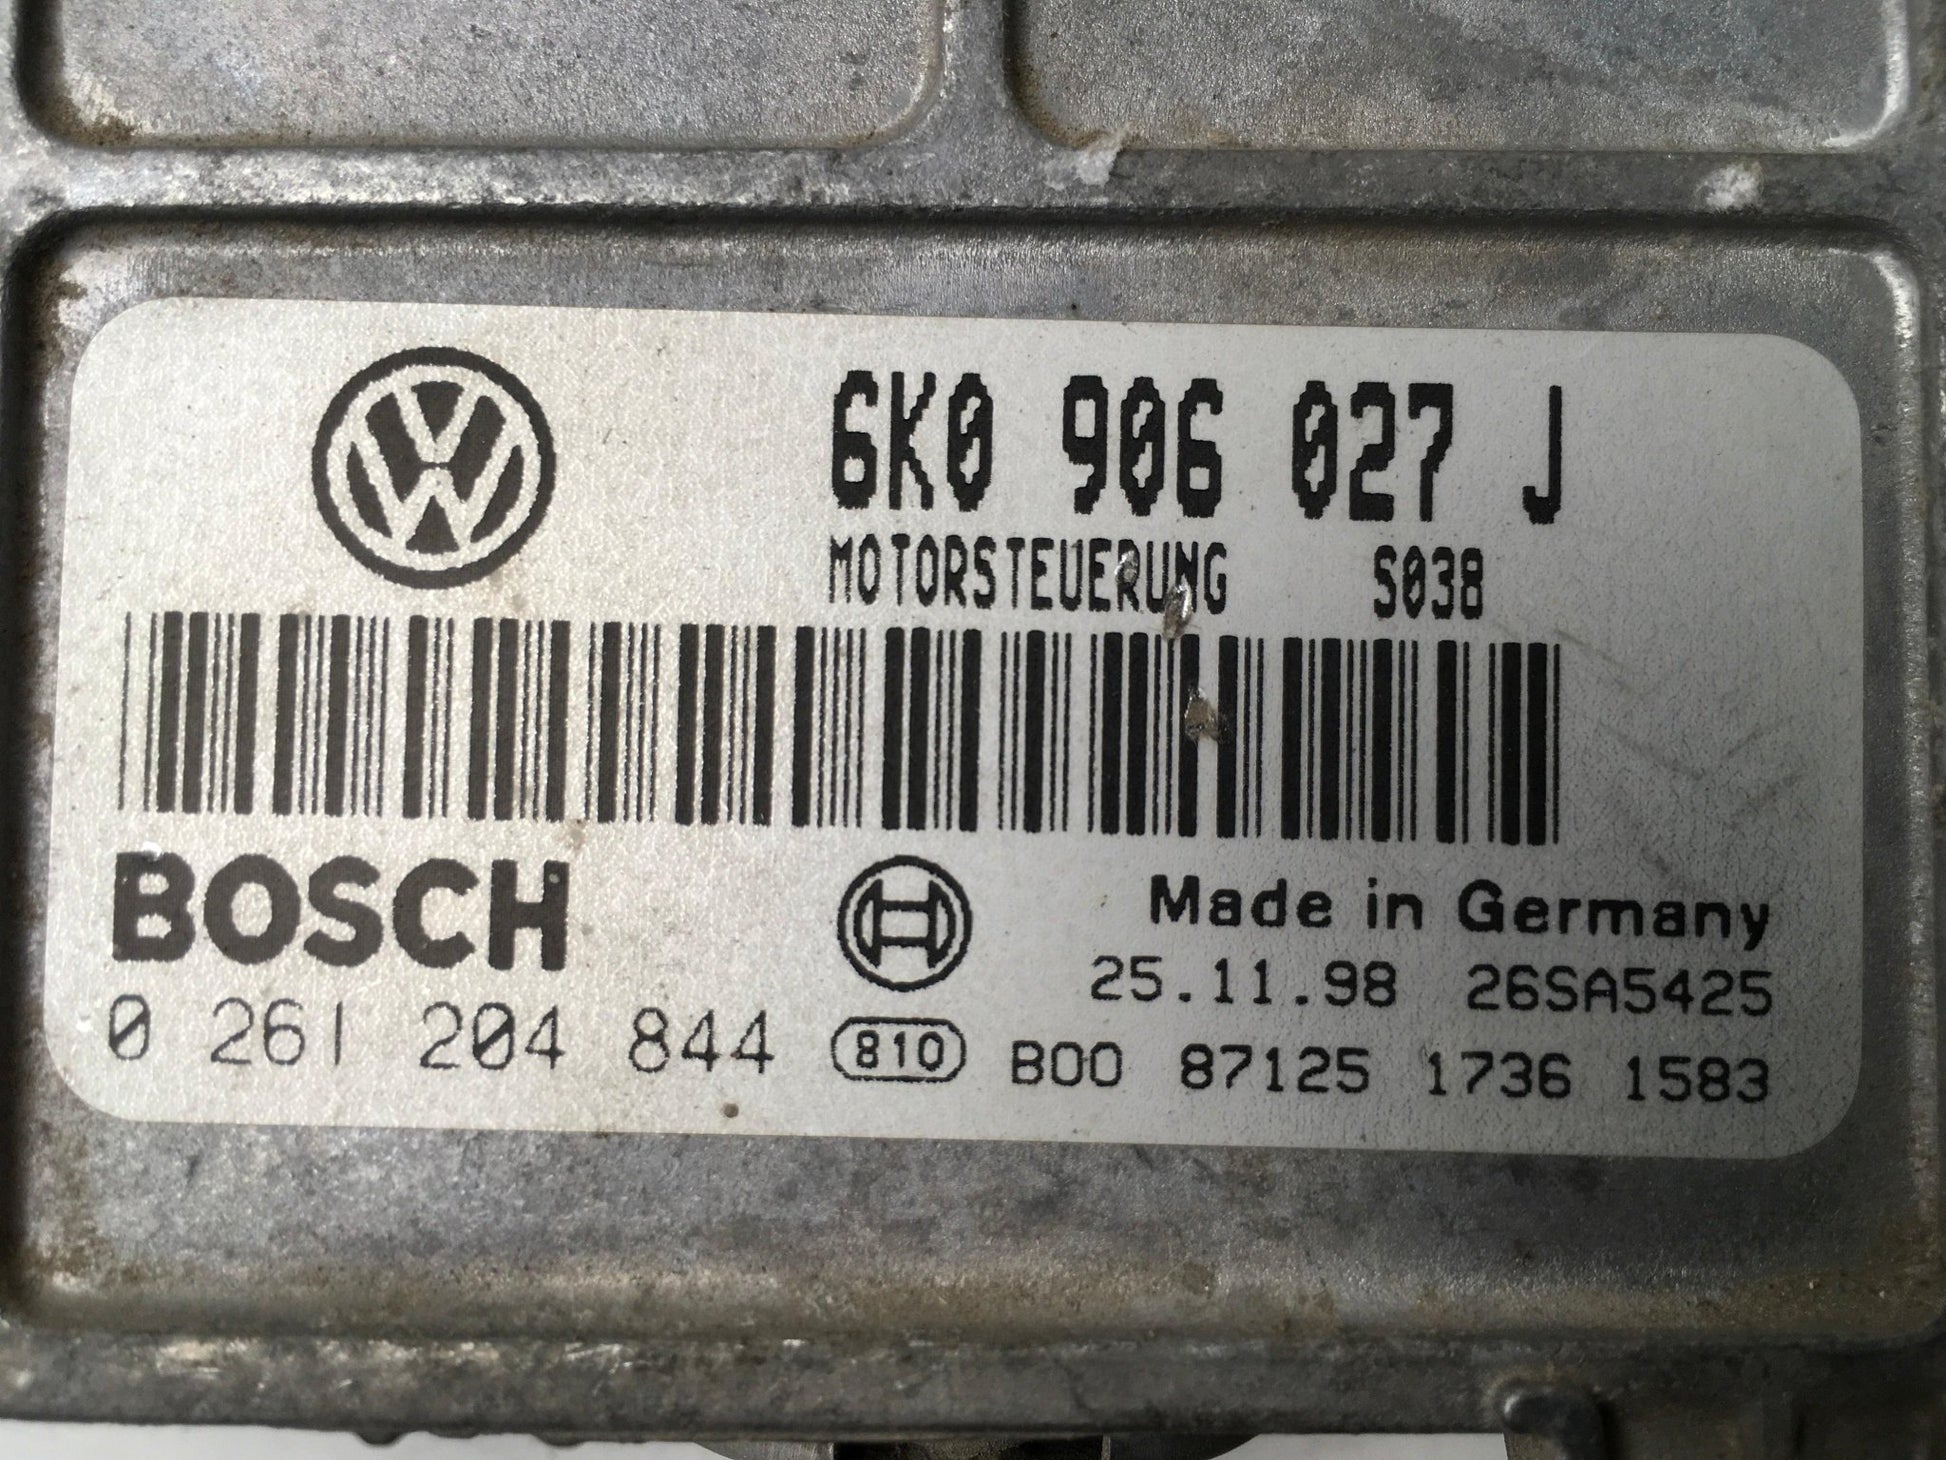 6K0 906 027 J
MOTORSTEUERUNG S038
BOSCH
Made in Germany
25.11.98 26SA5425
0 261 204 844 810 B00 87125 1736 1583